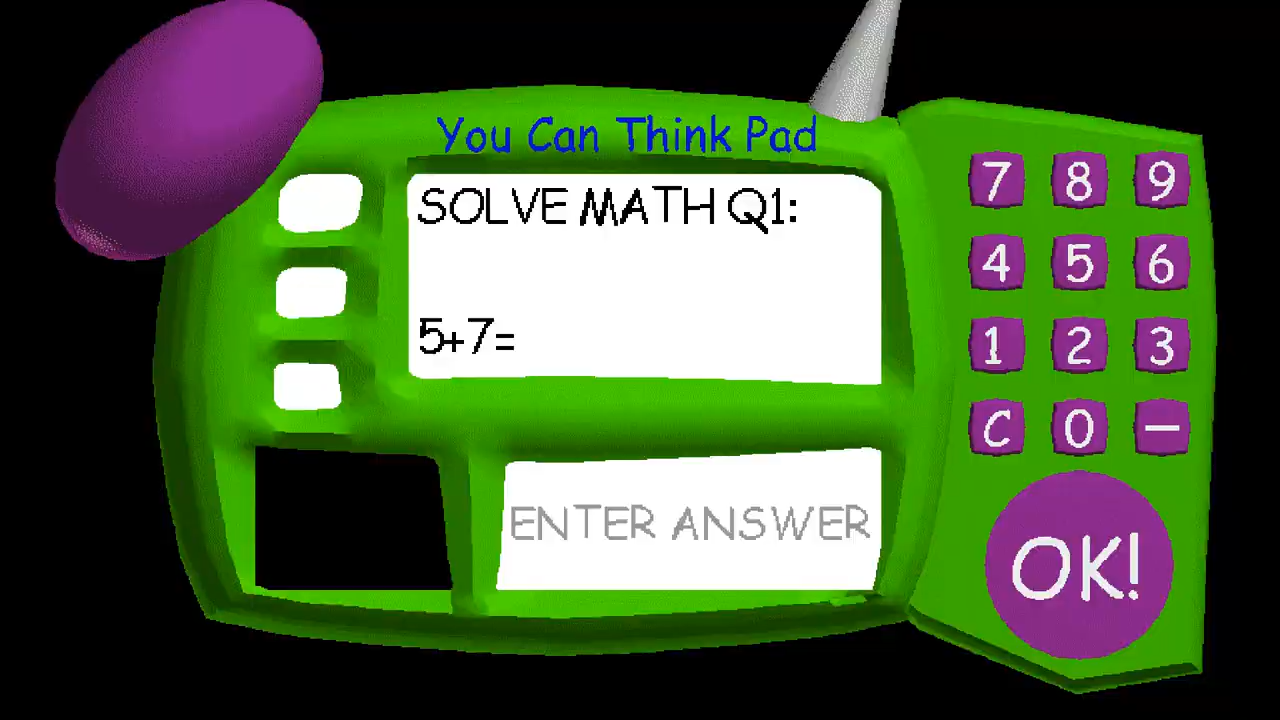 You Can Think Pad
SOLVE MATH Q1:
5+7=
ENTER ANSWER
7 8 9
4 5 6
1 2 3
C 0 −
OK!